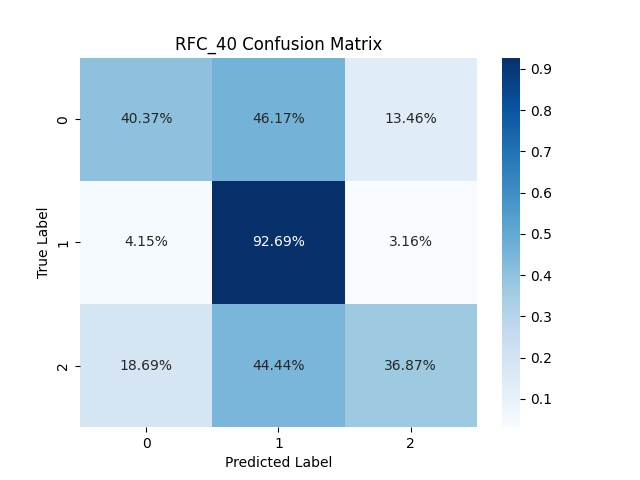 RFC_40 Confusion Matrix
0 40.37% 46.17% 13.46%
1 4.15% 92.69% 3.16%
2 18.69% 44.44% 36.87%
0 1 2
True Label
Predicted Label
0.9
0.8
0.7
0.6
0.5
0.4
0.3
0.2
0.1